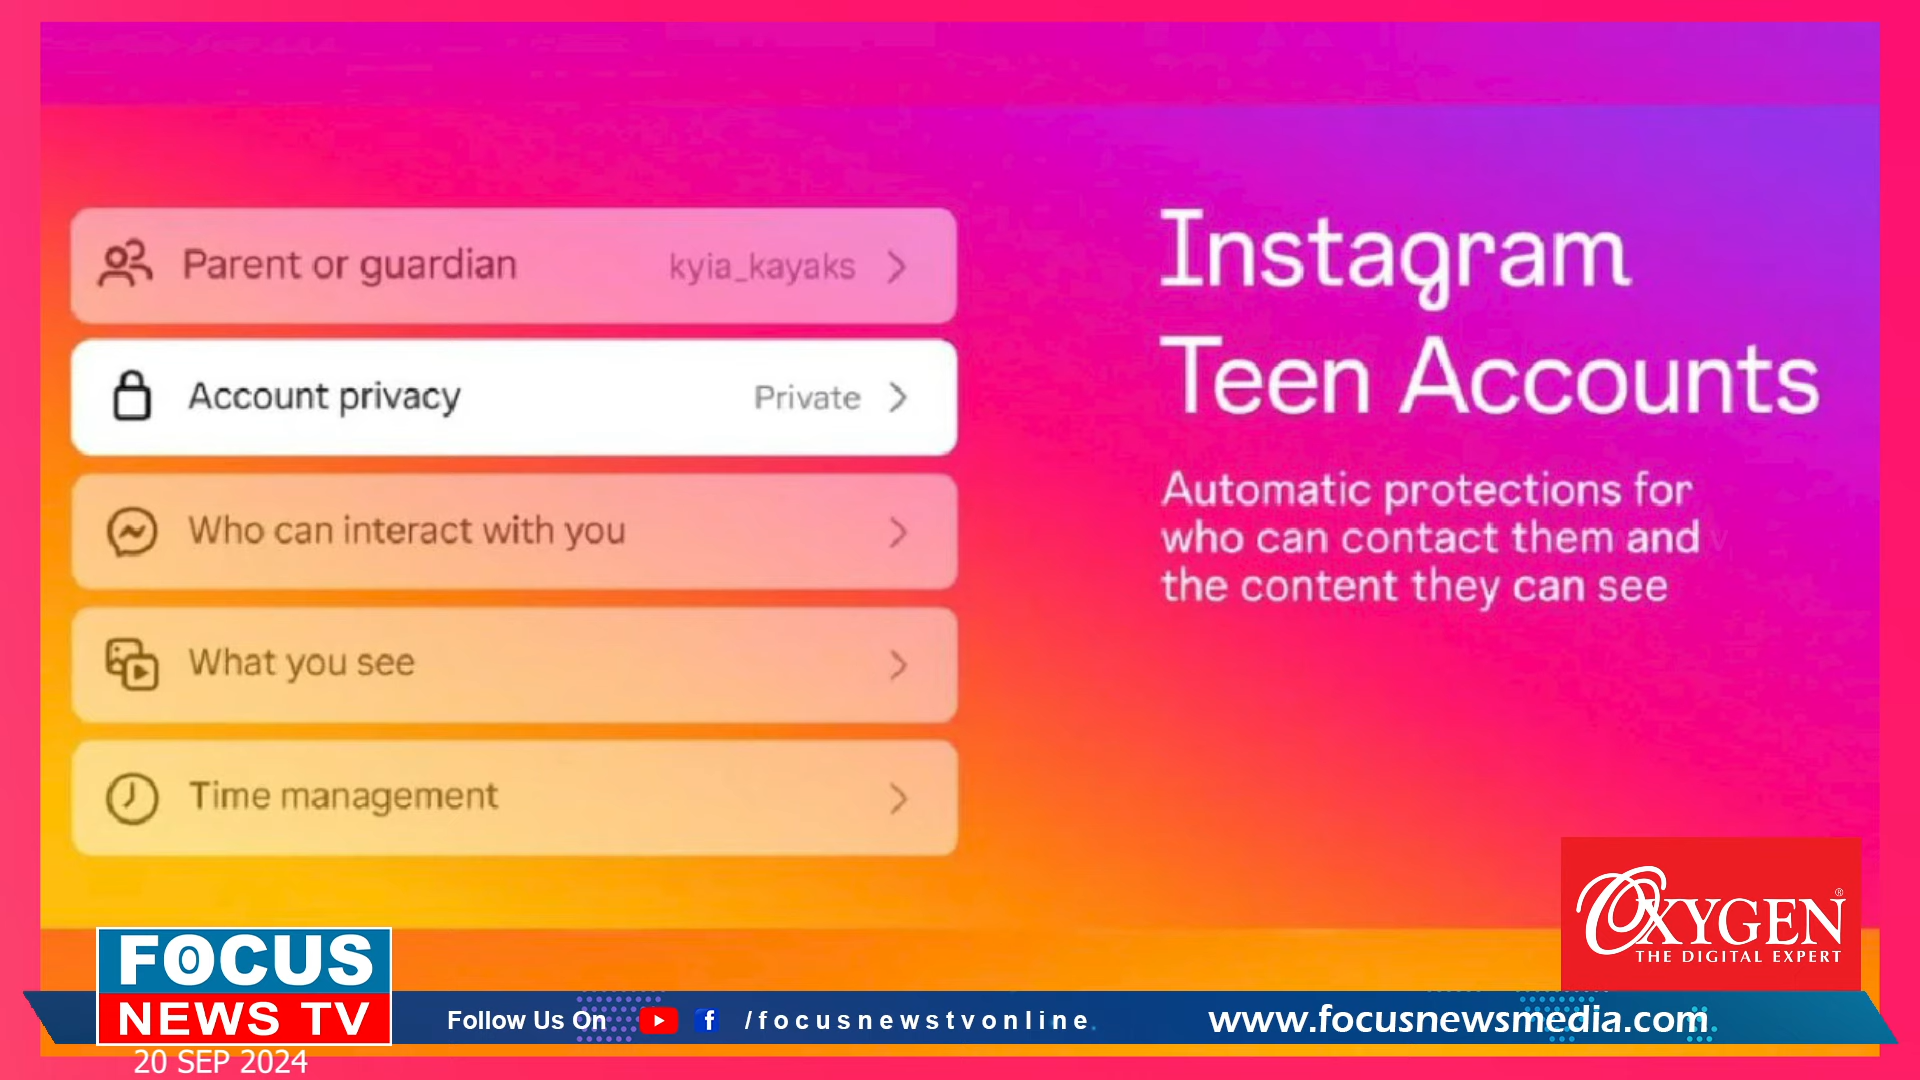 Parent or guardian kyia_kayaks
Account privacy Private
Who can interact with you
What you see
Time management
Instagram
Teen Accounts
Automatic protections for
who can contact them and
the content they can see
OXYGEN®
THE DIGITAL EXPERT
FOCUS
NEWS TV
Follow Us On /focusnewstvonline
www.focusnewsmedia.com
20 SEP 2024